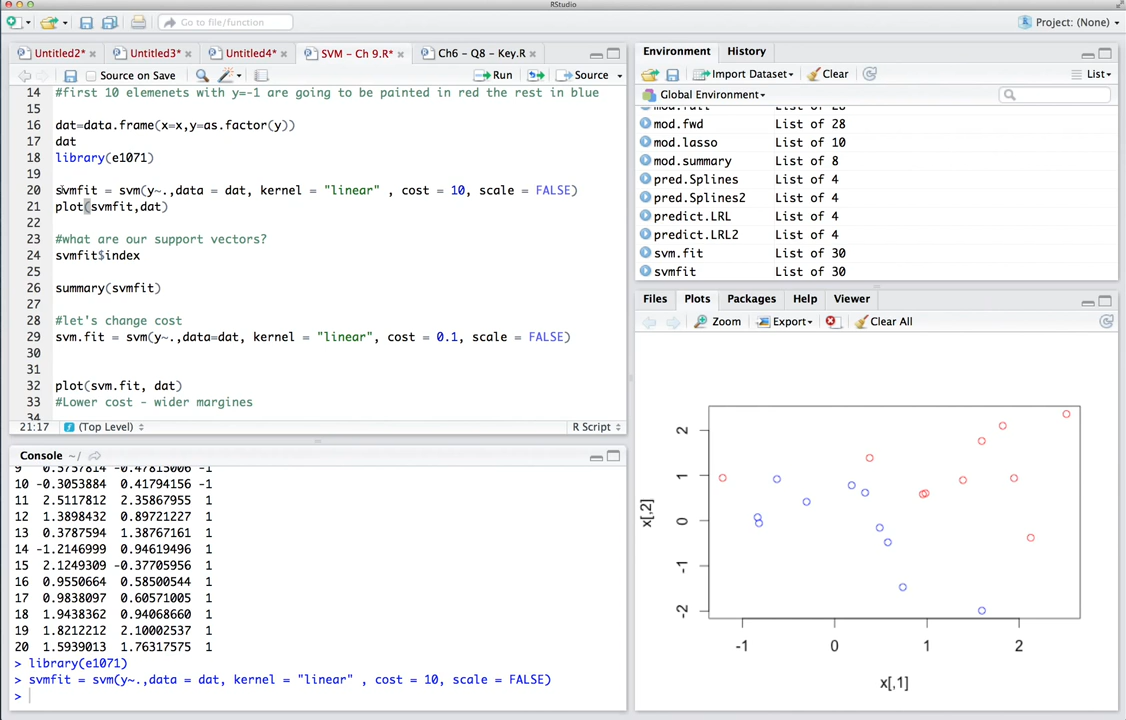 RStudio
Go to file/function
Project: (None)
Untitled2*
Untitled3*
Untitled4*
SVM – Ch 9.R*
Ch6 – Q8 – Key.R
Source on Save
Run
Source
14 #first 10 elemenets with y=-1 are going to be painted in red the rest in blue
15
16 dat=data.frame(x=x,y=as.factor(y))
17 dat
18 library(e1071)
19
20 svmfit = svm(y~.,data = dat, kernel = "linear" , cost = 10, scale = FALSE)
21 plot(svmfit,dat)
22
23 #what are our support vectors?
24 svmfit$index
25
26 summary(svmfit)
27
28 #let's change cost
29 svm.fit = svm(y~.,data=dat, kernel = "linear", cost = 0.1, scale = FALSE)
30
31
32 plot(svm.fit, dat)
33 #Lower cost - wider margines
34
21:17
(Top Level)
R Script
Console ~/
9 0.5757814 -0.47815006 -1
10 -0.3053884 0.41794156 -1
11 2.5117812 2.35867955 1
12 1.3898432 0.89721227 1
13 0.3787594 1.38767161 1
14 -1.2146999 0.94619496 1
15 2.1249309 -0.37705956 1
16 0.9550664 0.58500544 1
17 0.9838097 0.60571005 1
18 1.9438362 0.94068660 1
19 1.8212212 2.10002537 1
20 1.5939013 1.76317575 1
> library(e1071)
> svmfit = svm(y~.,data = dat, kernel = "linear" , cost = 10, scale = FALSE)
>
Environment
History
Import Dataset
Clear
List
Global Environment
mod.full List of 28
mod.fwd List of 28
mod.lasso List of 10
mod.summary List of 8
pred.Splines List of 4
pred.Splines2 List of 4
predict.LRL List of 4
predict.LRL2 List of 4
svm.fit List of 30
svmfit List of 30
Files
Plots
Packages
Help
Viewer
Zoom
Export
Clear All
x[,2]
2
1
0
-1
-2
-1
0
1
2
x[,1]